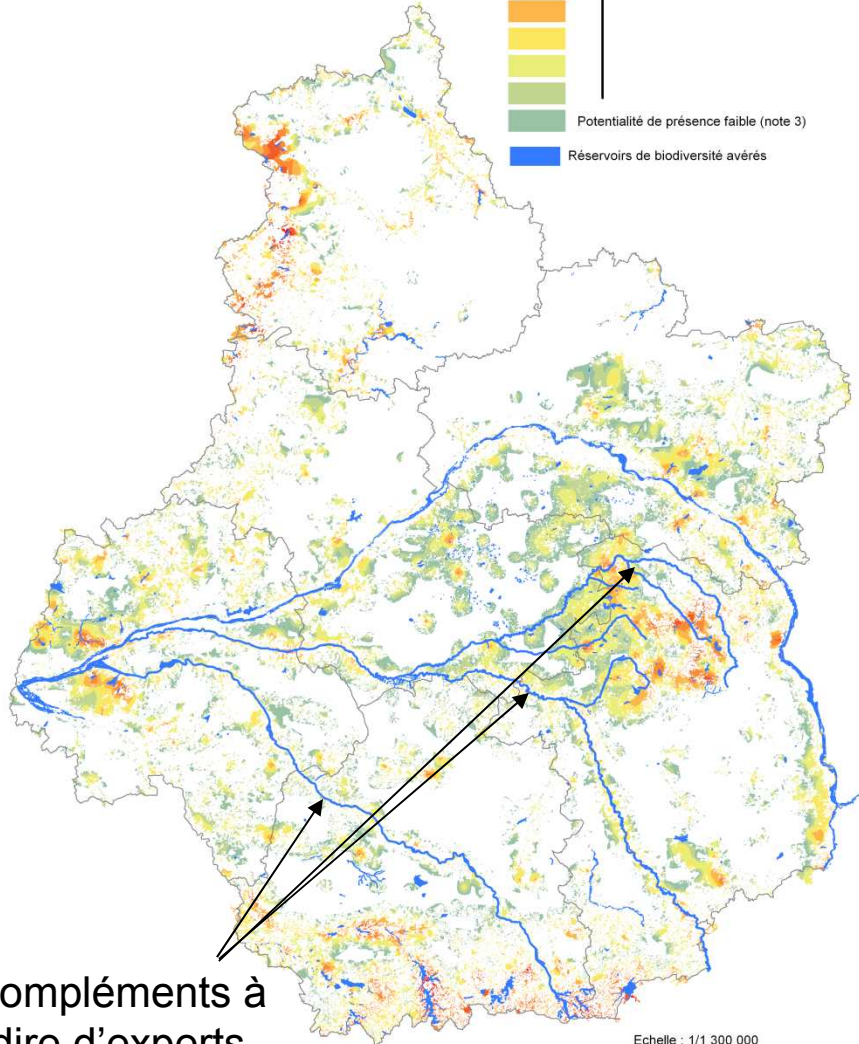 Potentialité de présence faible (note 3)
Réservoirs de biodiversité avérés
ompléments à
dire d'experts
Echelle : 1/1 300 000